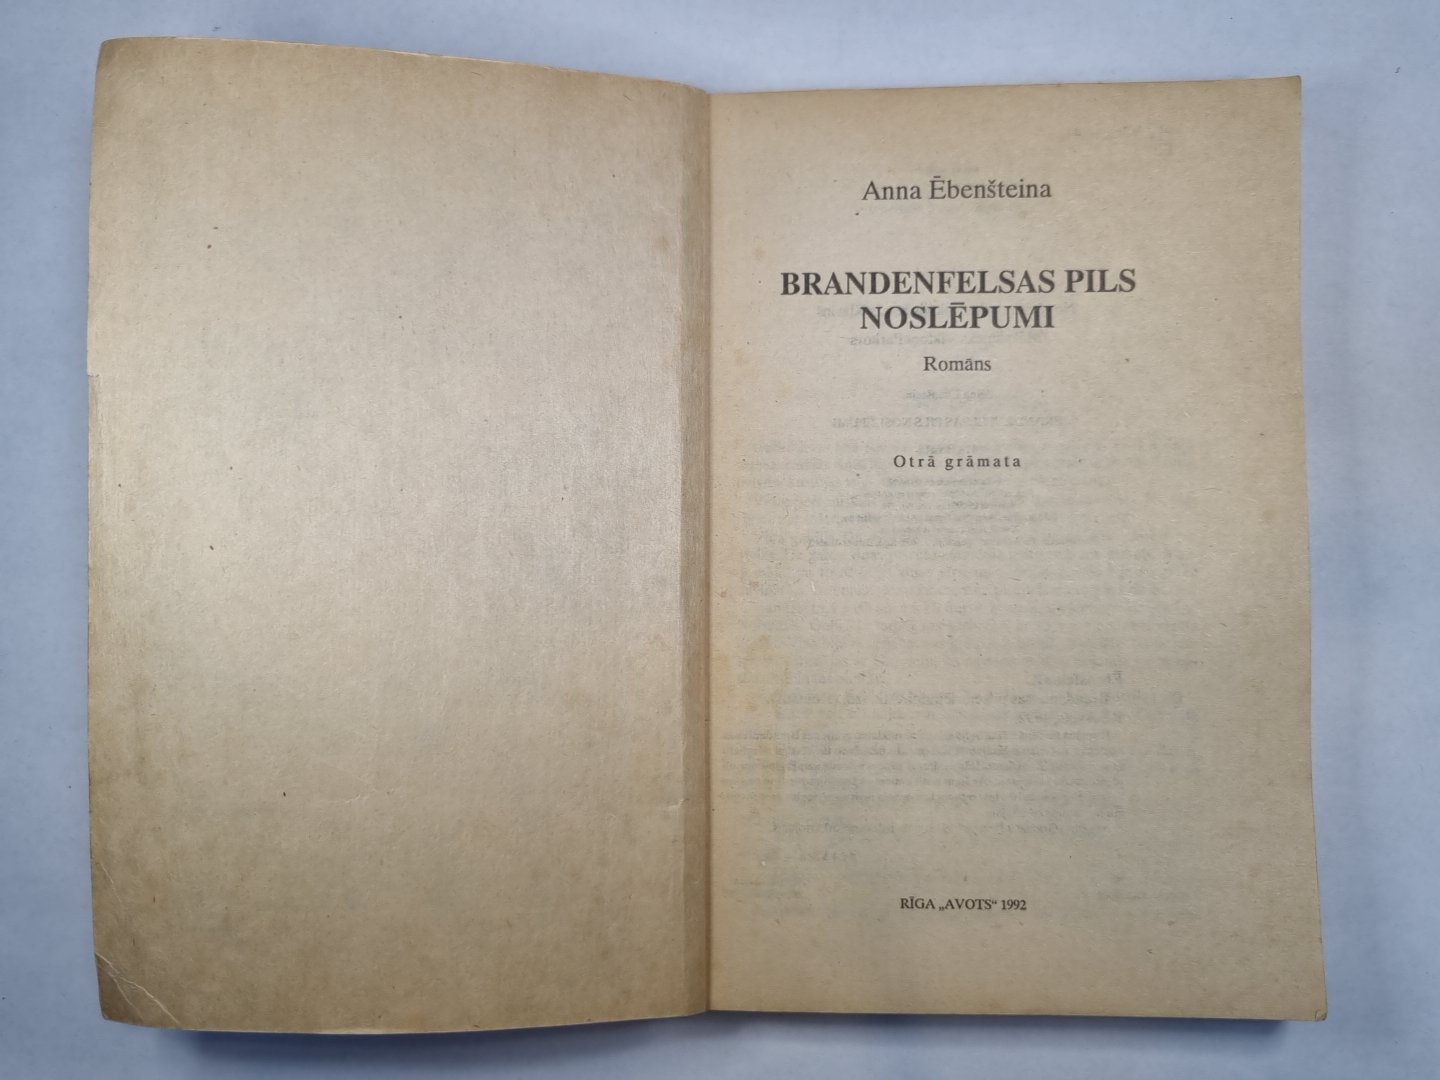 Anna Ēbenšteina
BRANDENFELSAS PILS
NOSLĒPUMI
Romāns
Otrā grāmata
RĪGA „AVOTS“ 1992